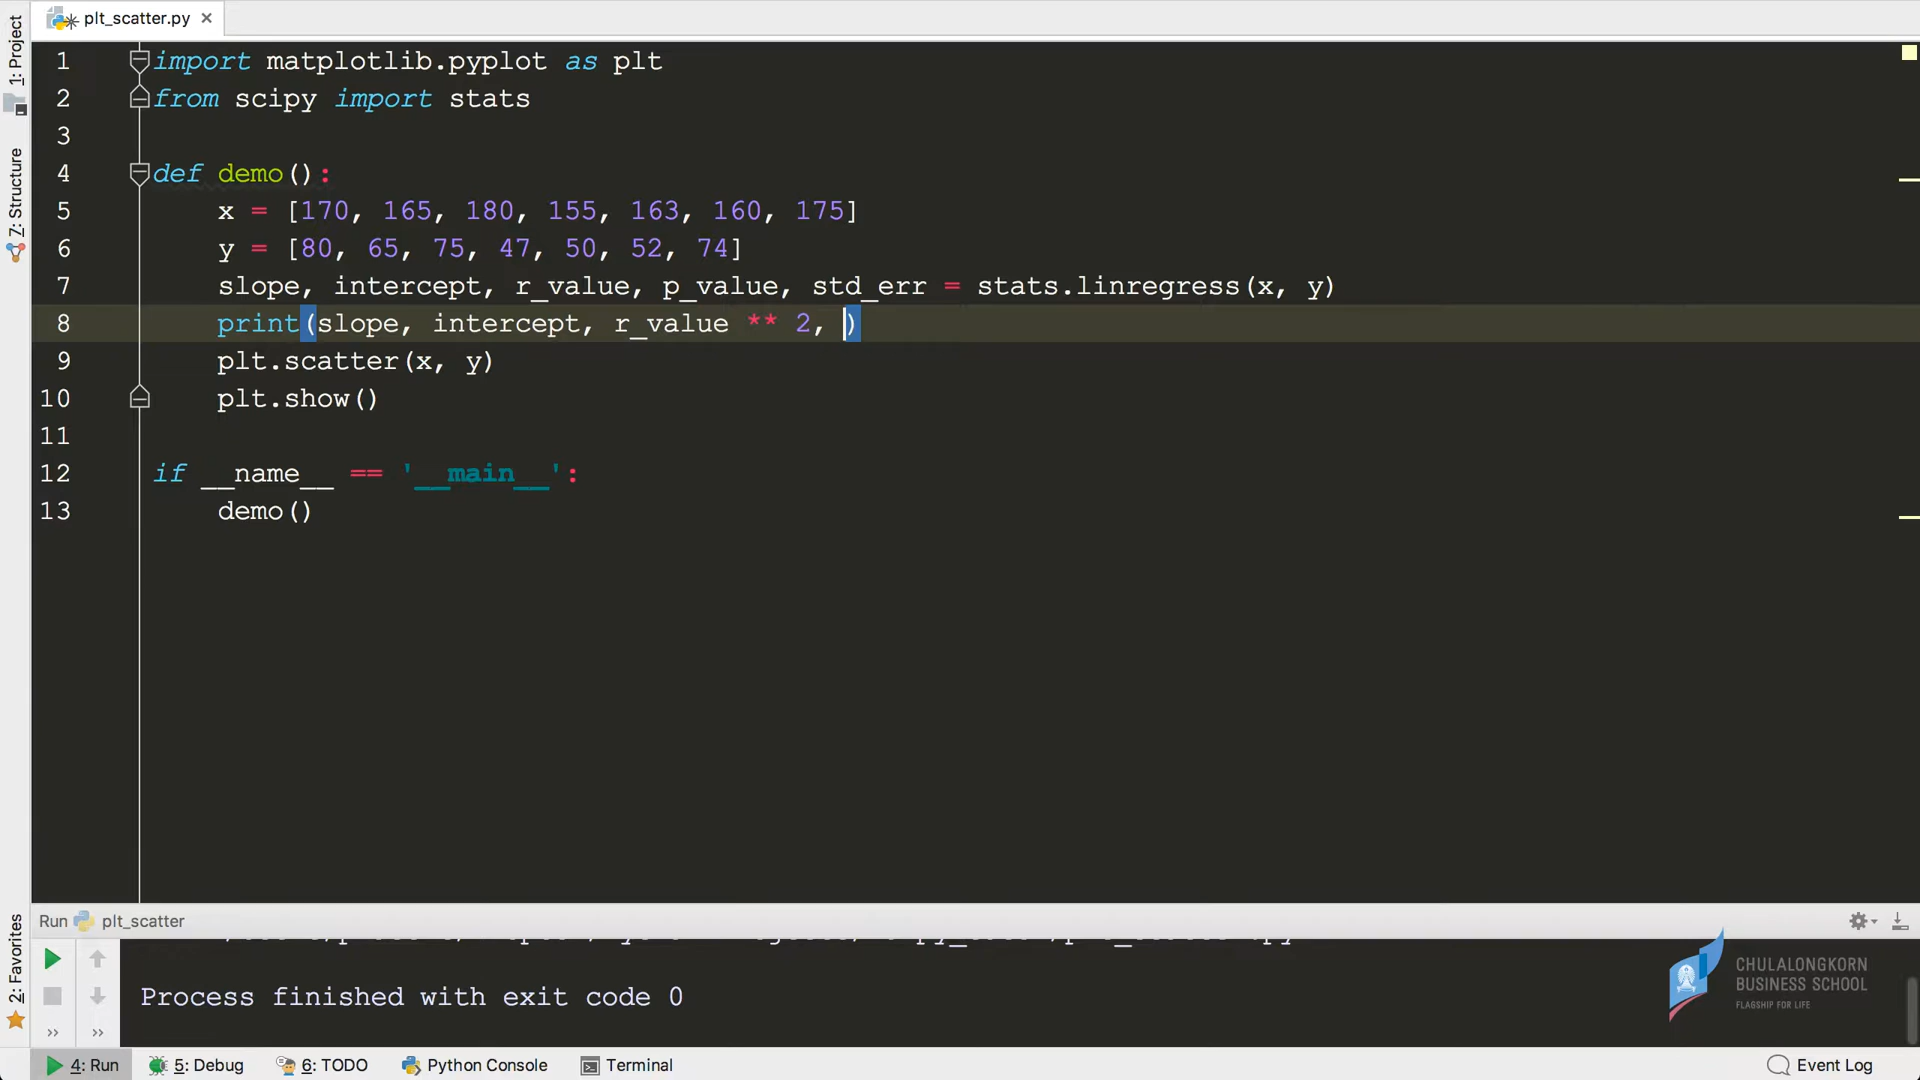 plt_scatter.py
1: Project
7: Structure
2: Favorites
1 import matplotlib.pyplot as plt
2 from scipy import stats
3
4 def demo():
5 x = [170, 165, 180, 155, 163, 160, 175]
6 y = [80, 65, 75, 47, 50, 52, 74]
7 slope, intercept, r_value, p_value, std_err = stats.linregress(x, y)
8 print(slope, intercept, r_value ** 2, )
9 plt.scatter(x, y)
10 plt.show()
11
12 if __name__ == '__main__':
13 demo()
Run plt_scatter
Process finished with exit code 0
CHULALONGKORN
BUSINESS SCHOOL
FLAGSHIP FOR LIFE
4: Run 5: Debug 6: TODO Python Console Terminal Event Log